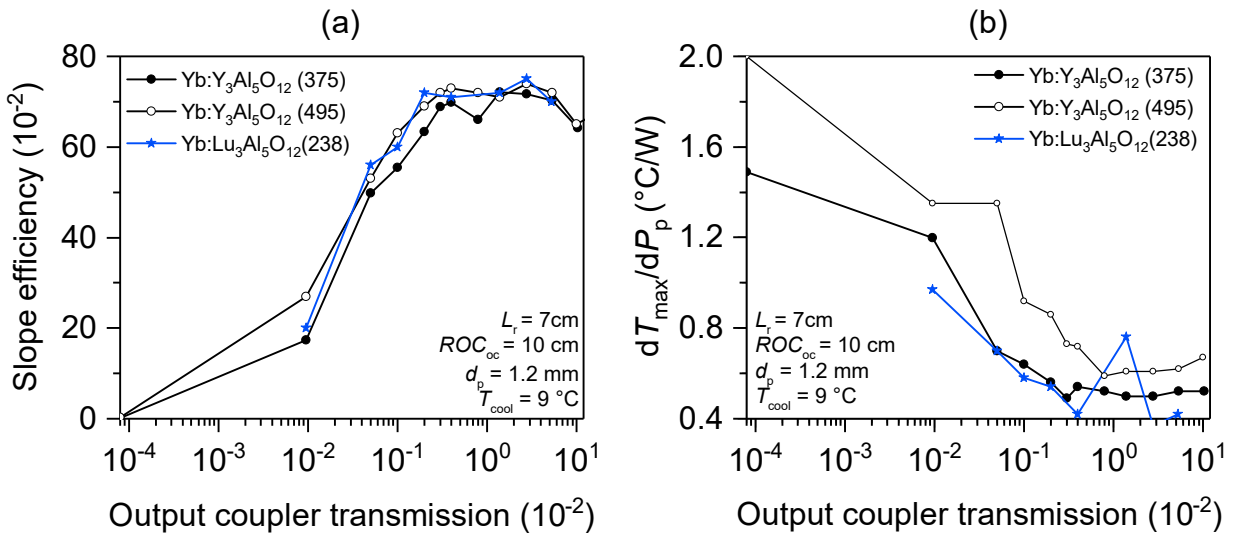 (a)
Slope efficiency (10⁻²)
80
60
40
20
0
Yb:Y₃Al₅O₁₂ (375)
Yb:Y₃Al₅O₁₂ (495)
Yb:Lu₃Al₅O₁₂(238)
Lᵣ = 7cm
ROC_oc = 10 cm
d_p = 1.2 mm
T_cool = 9 °C
10⁻⁴ 10⁻³ 10⁻² 10⁻¹ 10⁰ 10¹
Output coupler transmission (10⁻²)
(b)
dT_max/dP_p (°C/W)
2.0
1.6
1.2
0.8
0.4
Yb:Y₃Al₅O₁₂ (375)
Yb:Y₃Al₅O₁₂ (495)
Yb:Lu₃Al₅O₁₂(238)
Lᵣ = 7cm
ROC_oc = 10 cm
d_p = 1.2 mm
T_cool = 9 °C
10⁻⁴ 10⁻³ 10⁻² 10⁻¹ 10⁰ 10¹
Output coupler transmission (10⁻²)